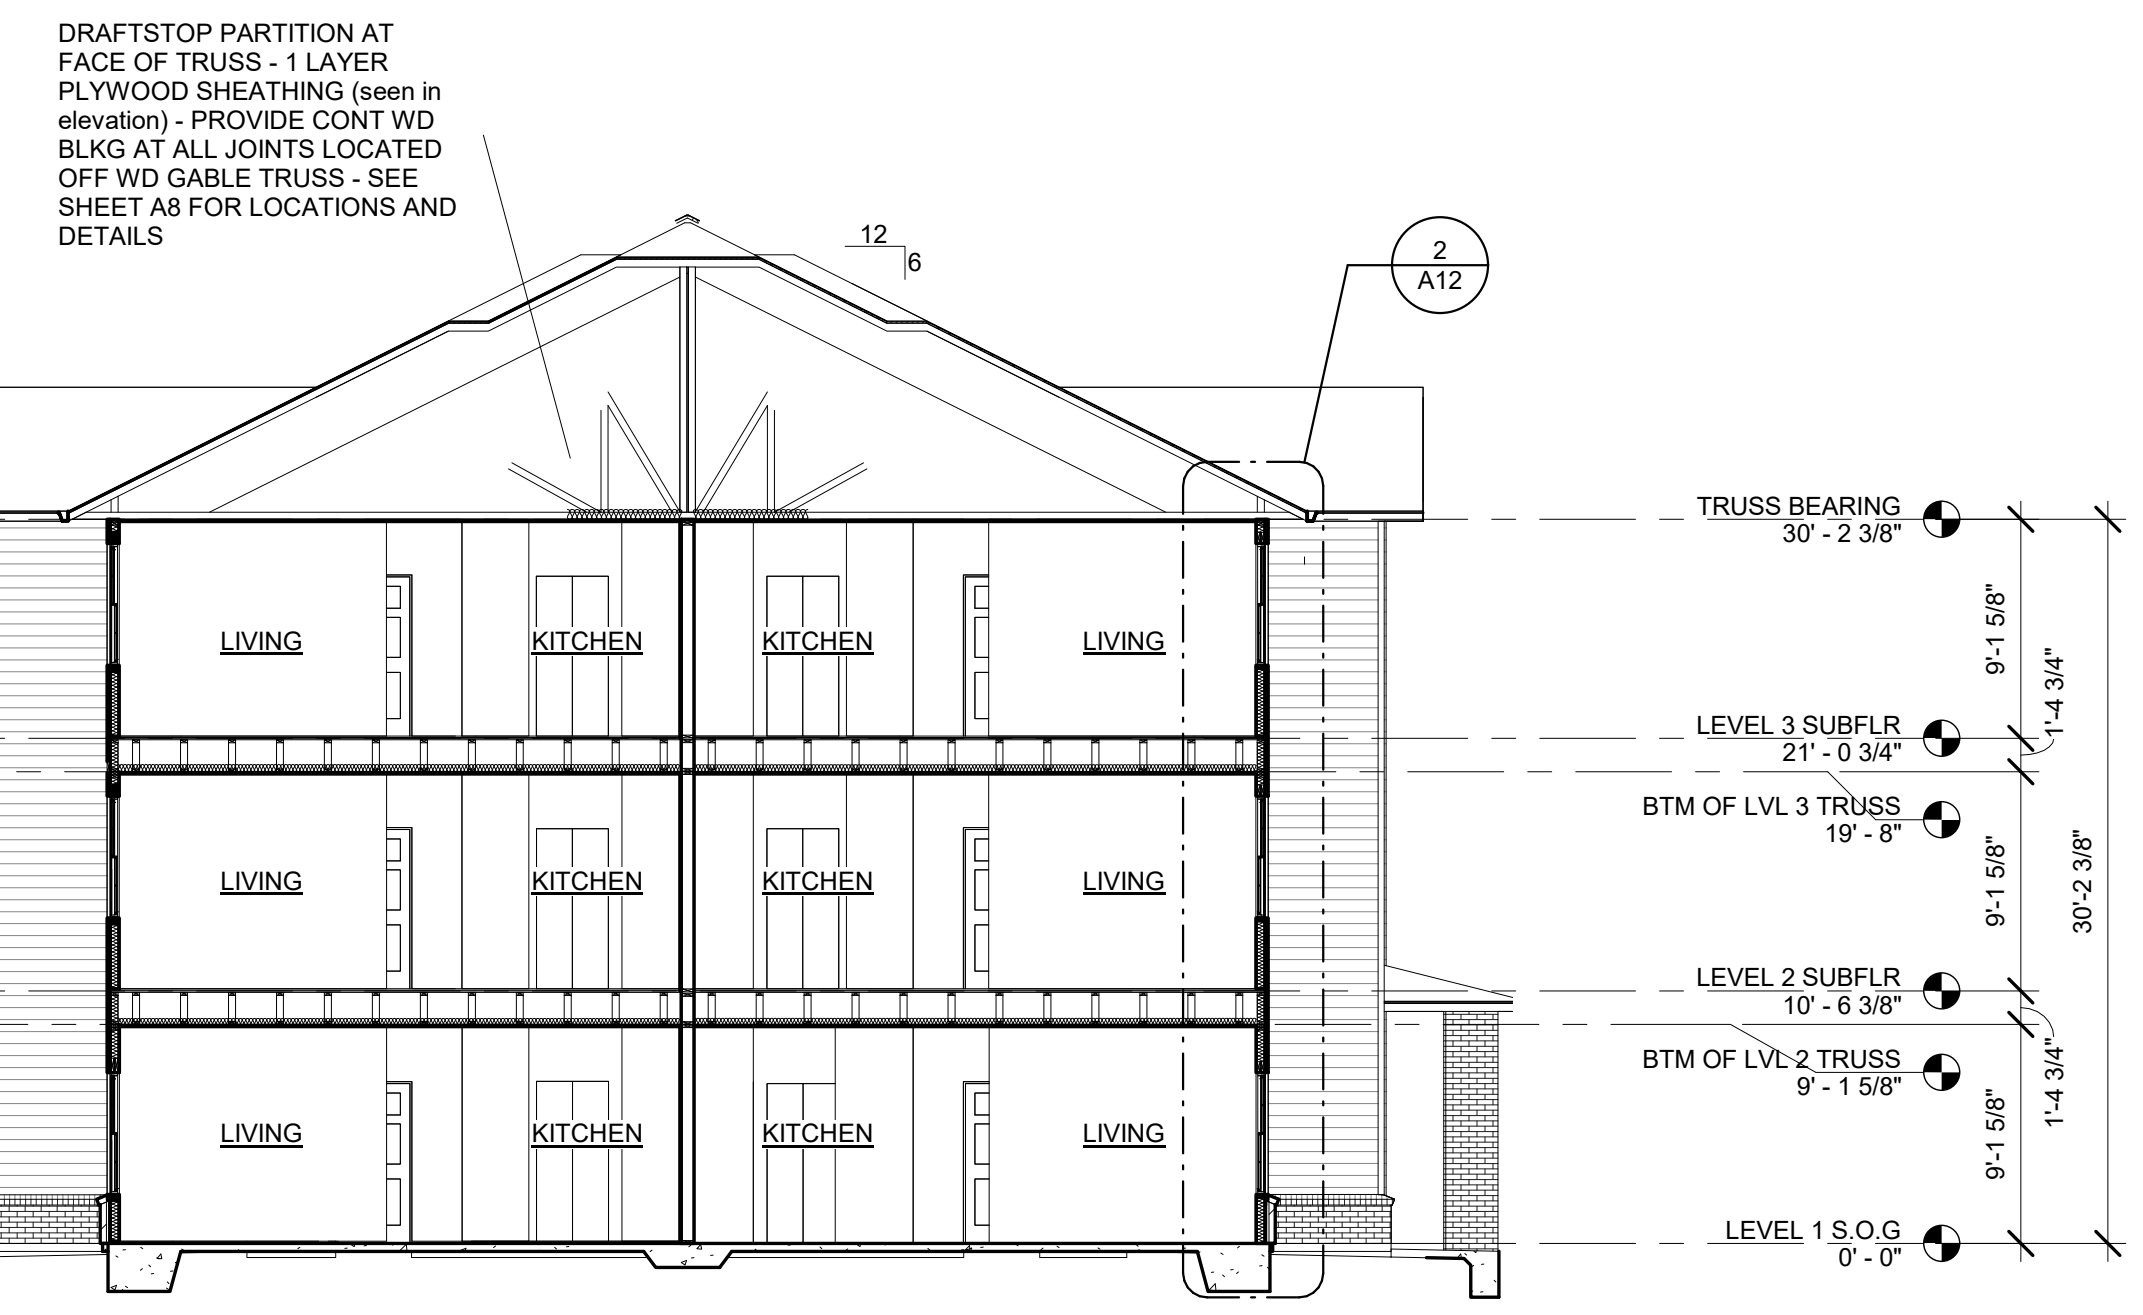 DRAFTSTOP PARTITION AT
FACE OF TRUSS - 1 LAYER
PLYWOOD SHEATHING (seen in
elevation) - PROVIDE CONT WD
BLKG AT ALL JOINTS LOCATED
OFF WD GABLE TRUSS - SEE
SHEET A8 FOR LOCATIONS AND
DETAILS
12
6
2
A12
TRUSS BEARING
30' - 2 3/8"
9'-1 5/8"
LIVING
KITCHEN
KITCHEN
LIVING
1'-4 3/4"
LEVEL 3 SUBFLR
21' - 0 3/4"
BTM OF LVL 3 TRUSS
19' - 8"
9'-1 5/8"
30'-2 3/8"
LIVING
KITCHEN
KITCHEN
LIVING
LEVEL 2 SUBFLR
10' - 6 3/8"
BTM OF LVL 2 TRUSS
9' - 1 5/8"
1'-4 3/4"
9'-1 5/8"
LIVING
KITCHEN
KITCHEN
LIVING
LEVEL 1 S.O.G
0' - 0"